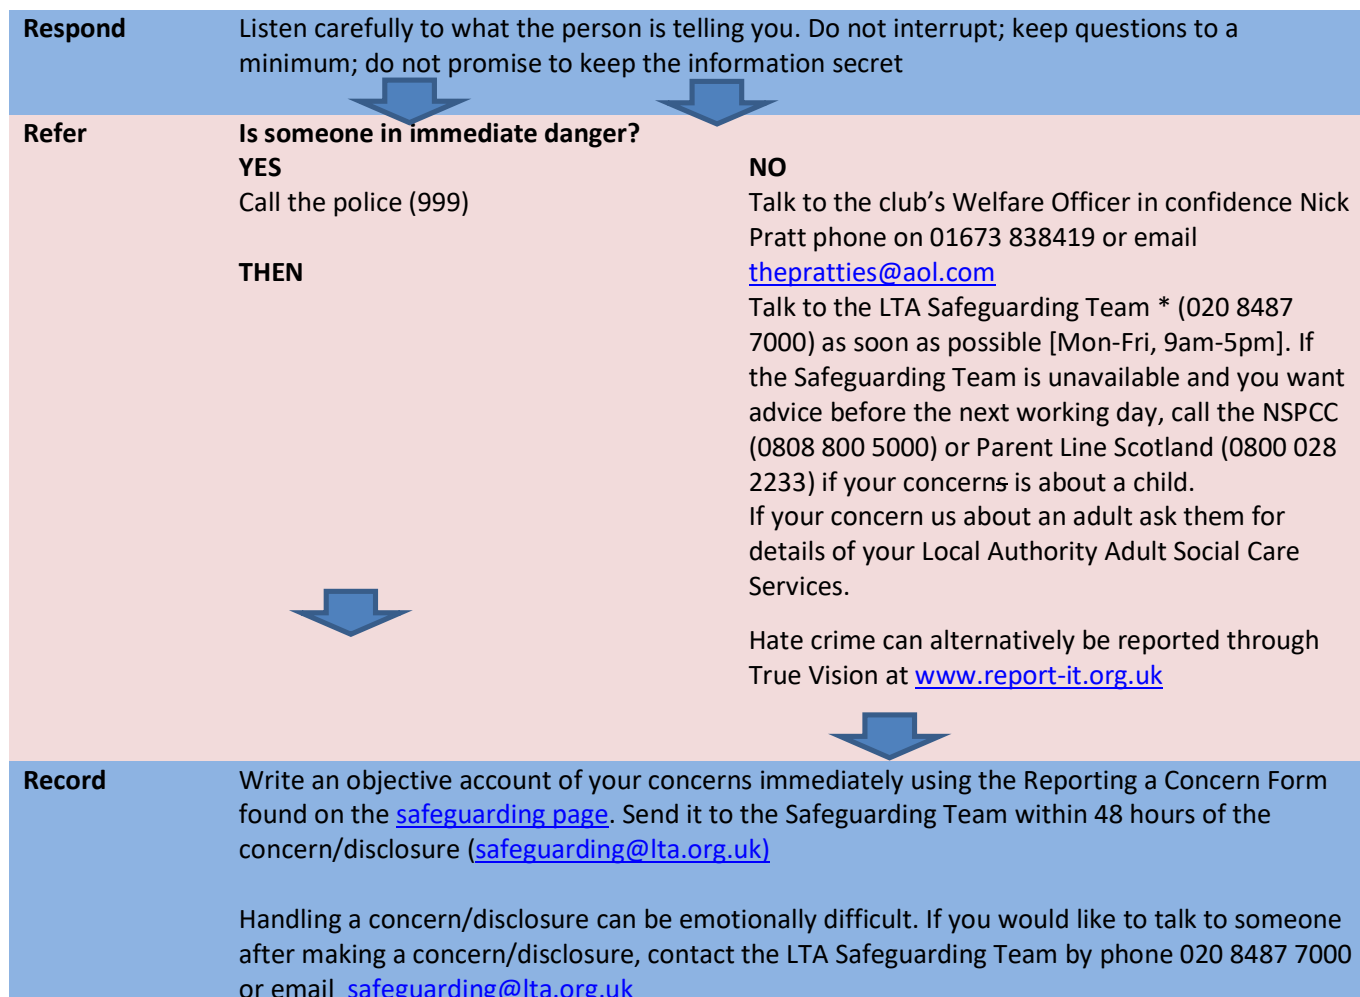 Respond
Listen carefully to what the person is telling you. Do not interrupt; keep questions to a
minimum; do not promise to keep the information secret
Refer
Is someone in immediate danger?
YES
Call the police (999)
THEN
NO
Talk to the club's Welfare Officer in confidence Nick
Pratt phone on 01673 838419 or email
thepratties@aol.com
Talk to the LTA Safeguarding Team * (020 8487
7000) as soon as possible [Mon-Fri, 9am-5pm]. If
the Safeguarding Team is unavailable and you want
advice before the next working day, call the NSPCC
(0808 800 5000) or Parent Line Scotland (0800 028
2233) if your concerns is about a child.
If your concern us about an adult ask them for
details of your Local Authority Adult Social Care
Services.
Hate crime can alternatively be reported through
True Vision at www.report-it.org.uk
Record
Write an objective account of your concerns immediately using the Reporting a Concern Form
found on the safeguarding page. Send it to the Safeguarding Team within 48 hours of the
concern/disclosure (safeguarding@lta.org.uk)
Handling a concern/disclosure can be emotionally difficult. If you would like to talk to someone
after making a concern/disclosure, contact the LTA Safeguarding Team by phone 020 8487 7000
or email safeguarding@lta.org.uk